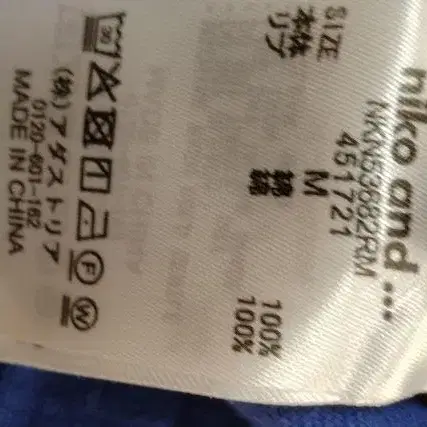 niko and ...
NKN53682RM
451721
SIZE M
本体 綿 100%
リブ 綿 100%
(株)アダストリア
0120-601-162
MADE IN CHINA